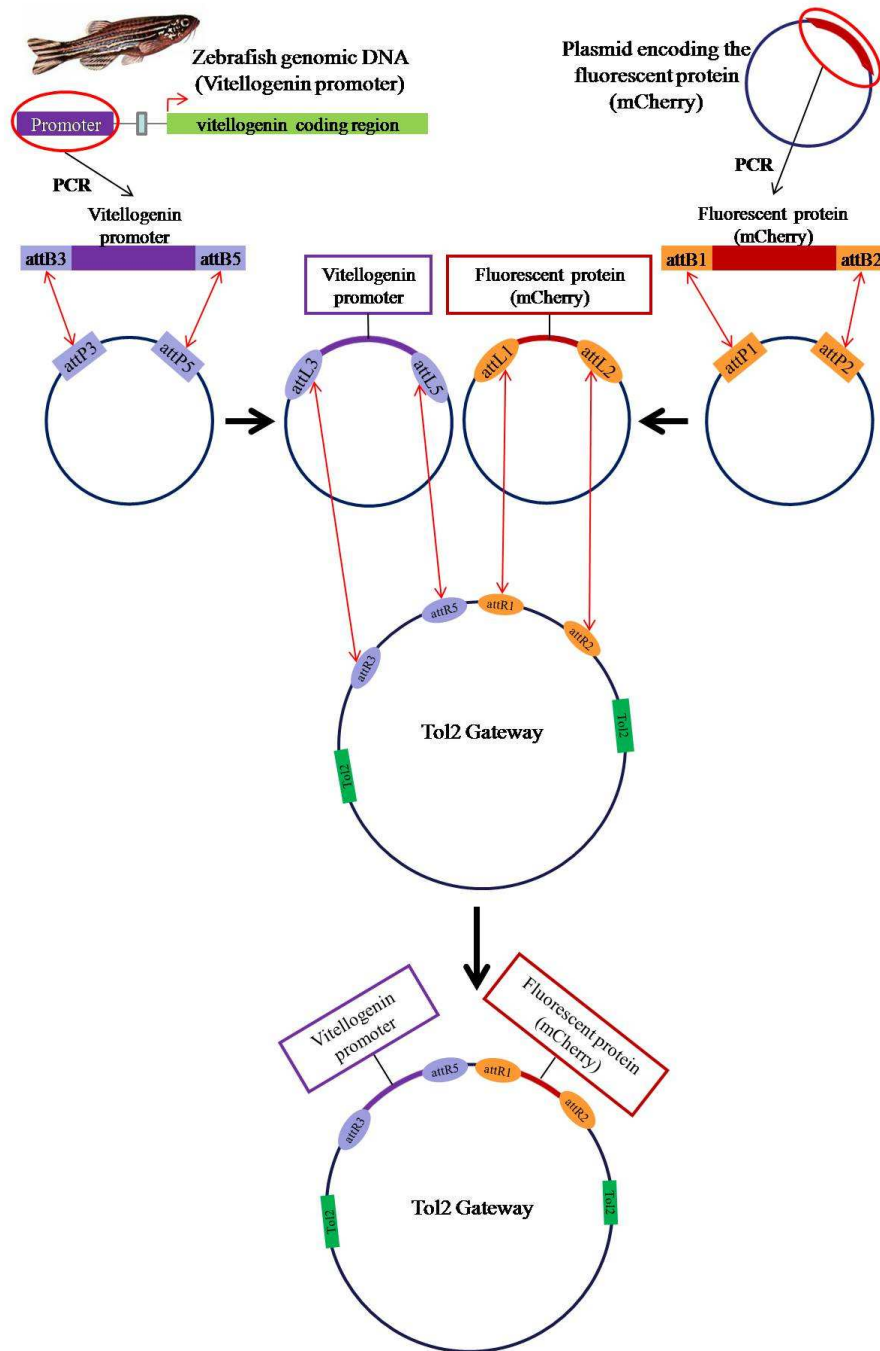 Zebrafish genomic DNA
(Vitellogenin promoter)
Promoter
vitellogenin coding region
Plasmid encoding the
fluorescent protein
(mCherry)
PCR
PCR
Vitellogenin
promoter
attB3
attB5
Fluorescent protein
(mCherry)
attB1
attB2
Vitellogenin
promoter
Fluorescent protein
(mCherry)
attP3
attP5
attL3
attL5
attL1
attL2
attP1
attP2
attR3
attR5
attR1
attR2
Tol2
Tol2 Gateway
Tol2
Vitellogenin
promoter
Fluorescent protein
(mCherry)
attR3
attR5
attR1
attR2
Tol2
Tol2 Gateway
Tol2